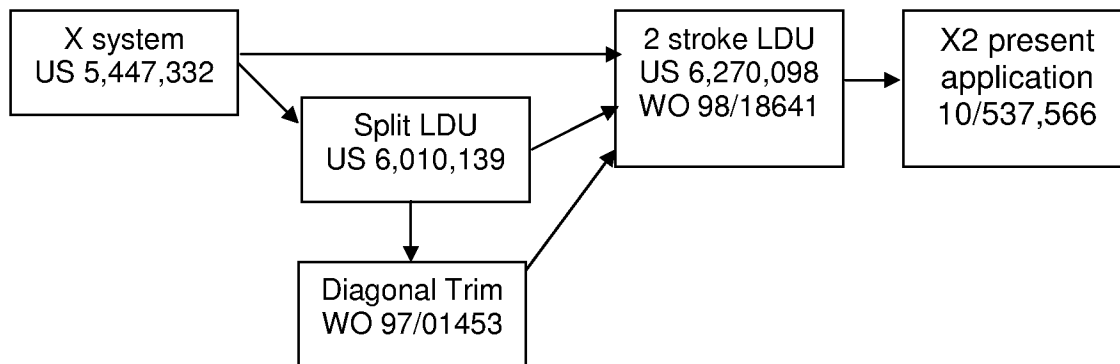 X system
US 5,447,332
Split LDU
US 6,010,139
Diagonal Trim
WO 97/01453
2 stroke LDU
US 6,270,098
WO 98/18641
X2 present
application
10/537,566